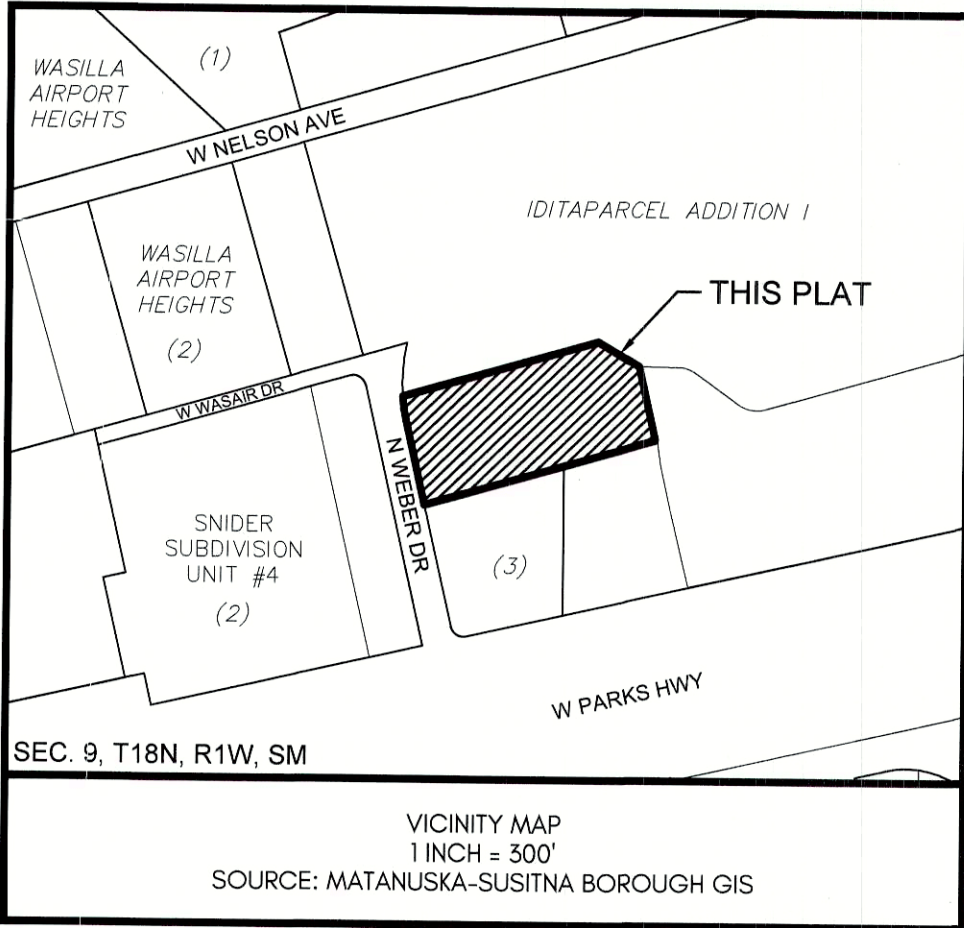 WASILLA
AIRPORT
HEIGHTS
(1)
W NELSON AVE
IDITAPARCEL ADDITION I
WASILLA
AIRPORT
HEIGHTS
(2)
THIS PLAT
W WASAIR DR
N WEBER DR
SNIDER
SUBDIVISION
UNIT #4
(2)
(3)
W PARKS HWY
SEC. 9, T18N, R1W, SM
VICINITY MAP
1 INCH = 300'
SOURCE: MATANUSKA-SUSITNA BOROUGH GIS